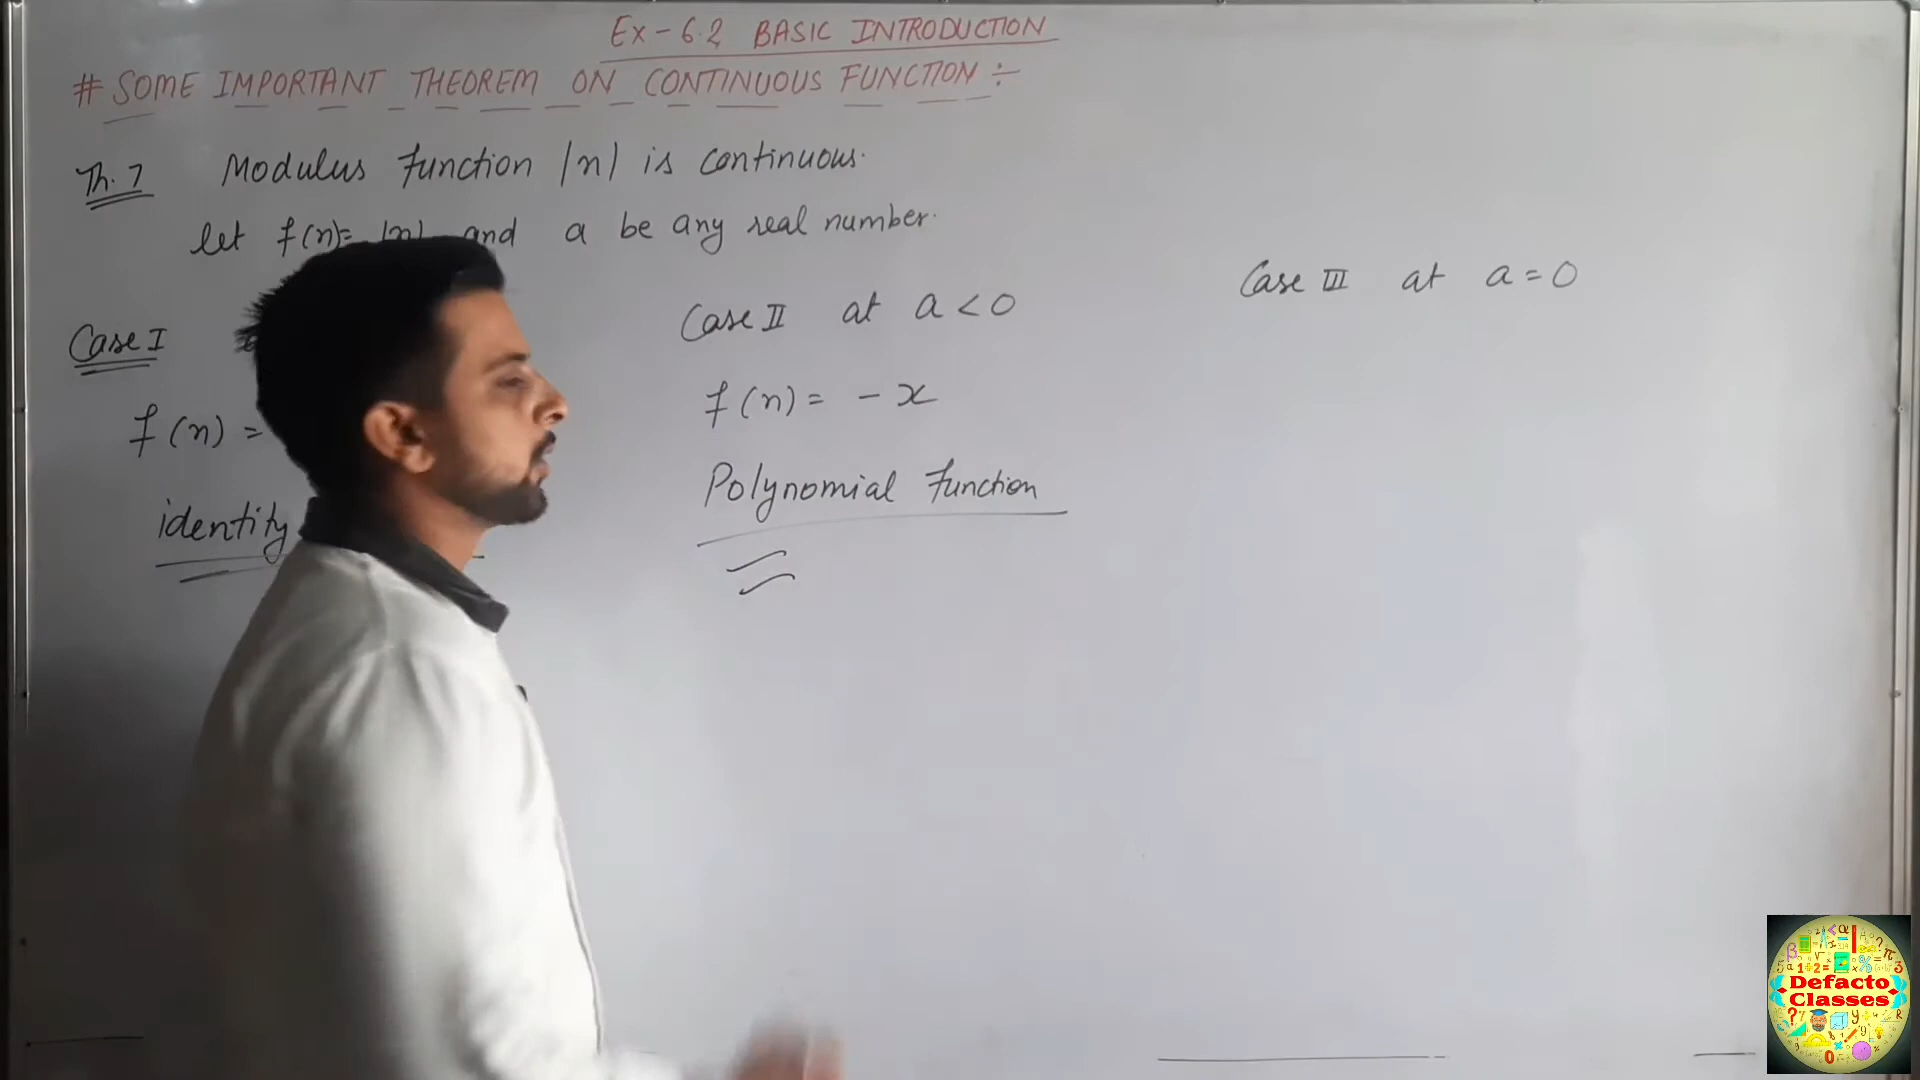 Ex - 6.2 BASIC INTRODUCTION
# SOME IMPORTANT THEOREM ON CONTINUOUS FUNCTION ÷
Th. 7 Modulus function |x| is continuous.
let f(x) = |x| and a be any real number.
Case I
f(x) =
identity
Case II at a < 0
f(x) = - x
Polynomial function
Case III at a = 0
Defacto
Classes